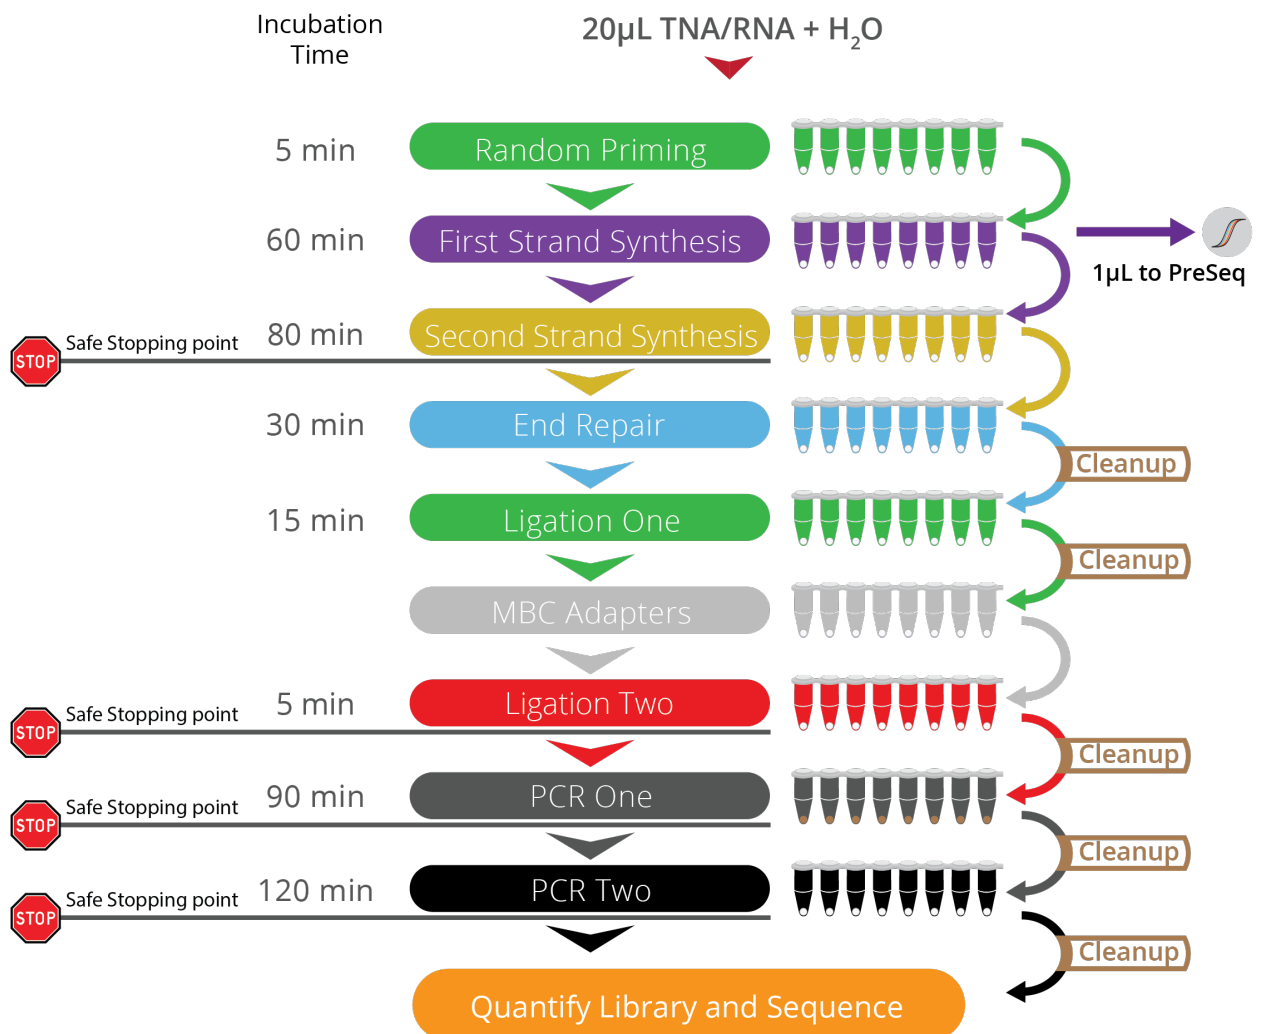 Incubation
Time
20µL TNA/RNA + H₂O
5 min
Random Priming
60 min
First Strand Synthesis
1µL to PreSeq
STOP
Safe Stopping point
80 min
Second Strand Synthesis
30 min
End Repair
Cleanup
15 min
Ligation One
Cleanup
MBC Adapters
STOP
Safe Stopping point
5 min
Ligation Two
Cleanup
STOP
Safe Stopping point
90 min
PCR One
Cleanup
STOP
Safe Stopping point
120 min
PCR Two
Cleanup
Quantify Library and Sequence